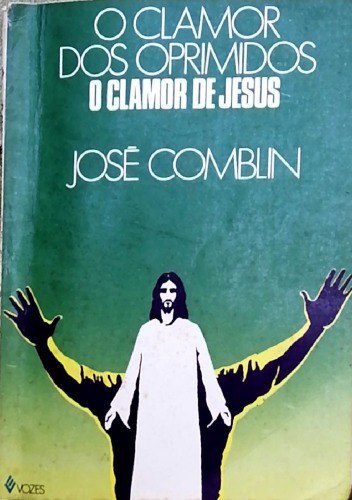 O CLAMOR
DOS OPRIMIDOS
O CLAMOR DE JESUS
JOSÉ COMBLIN
VOZES